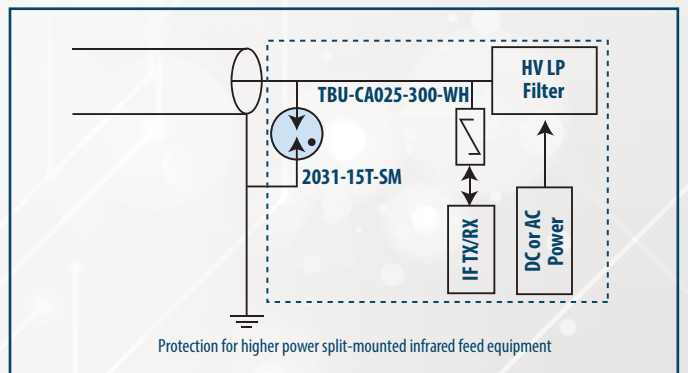 HV LP
Filter
TBU-CA025-300-WH
2031-15T-SM
IF TX/RX
DC or AC
Power
Protection for higher power split-mounted infrared feed equipment